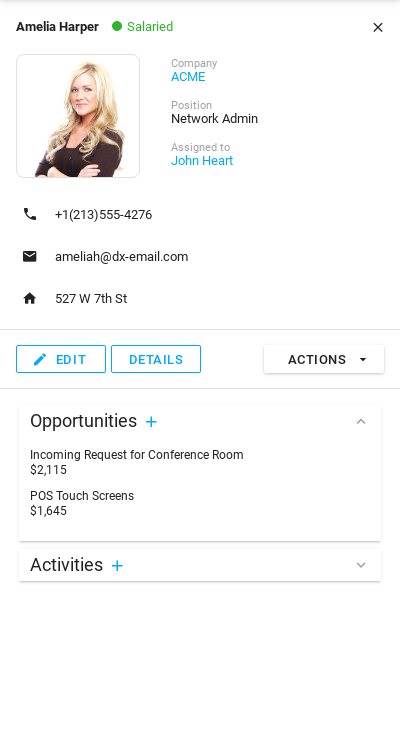 Amelia Harper Salaried
Company
ACME
Position
Network Admin
Assigned to
John Heart
+1(213)555-4276
ameliah@dx-email.com
527 W 7th St
EDIT DETAILS ACTIONS
Opportunities
Incoming Request for Conference Room
$2,115
POS Touch Screens
$1,645
Activities